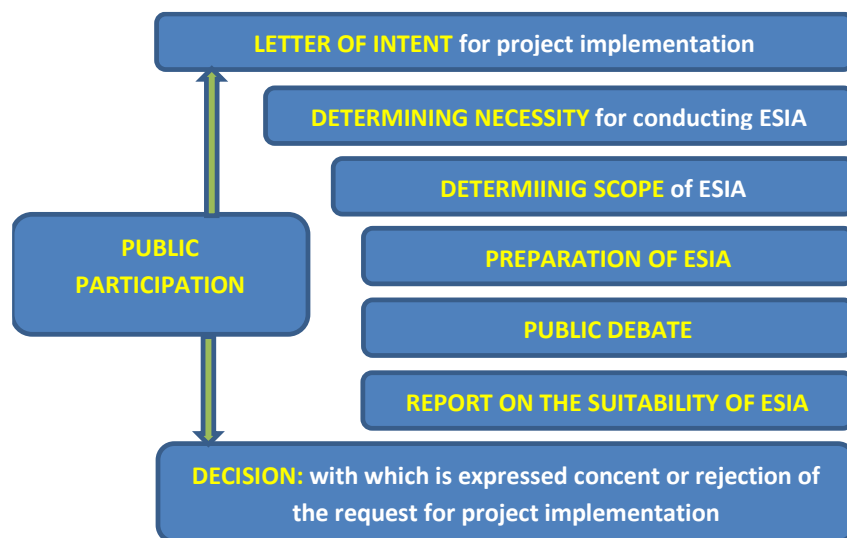 LETTER OF INTENT for project implementation
DETERMINING NECESSITY for conducting ESIA
DETERMIINIG SCOPE of ESIA
PUBLIC
PARTICIPATION
PREPARATION OF ESIA
PUBLIC DEBATE
REPORT ON THE SUITABILITY OF ESIA
DECISION: with which is expressed concent or rejection of
the request for project implementation